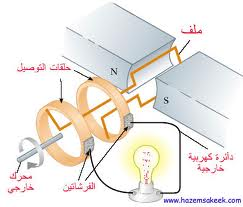 ملف
حلقات التوصيل
N
S
دائرة كهربية
خارجية
محرك
خارجي
الفرشاتين
www.hazemsakeek.com